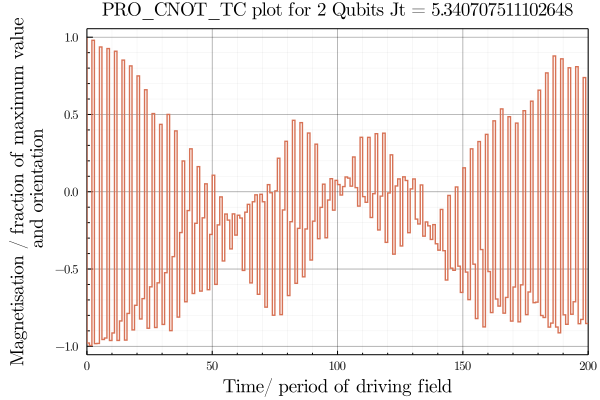 PRO_CNOT_TC plot for 2 Qubits Jt = 5.340707511102648
Magnetisation / fraction of maximum value
and orientation
1.0
0.5
0.0
−0.5
−1.0
0
50
100
150
200
Time/ period of driving field